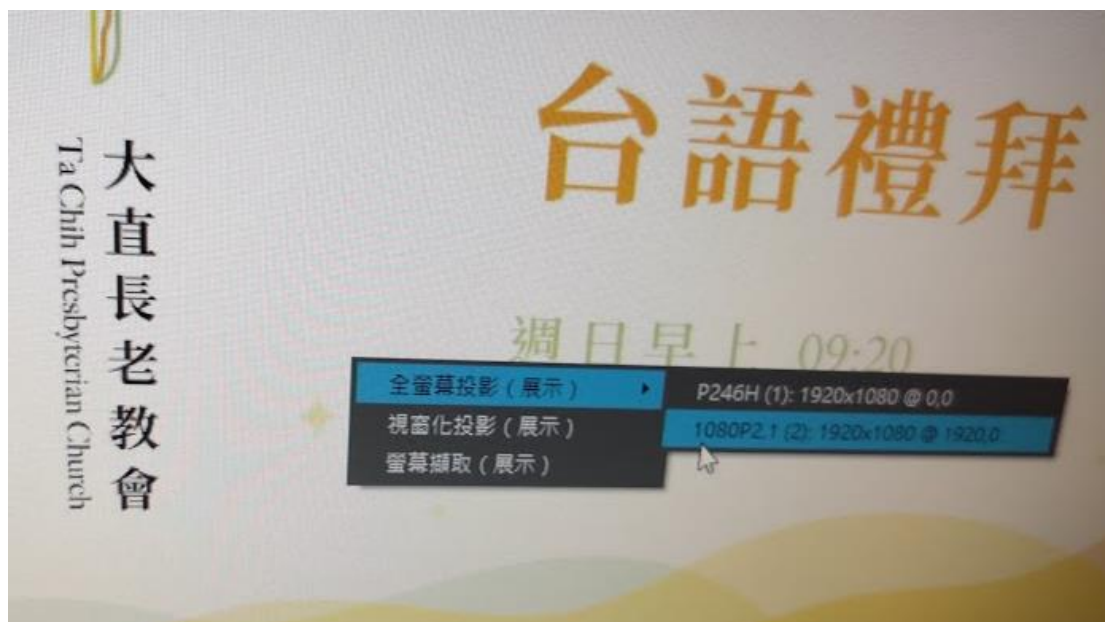 大直長老教會
Ta Chih Presbyterian Church
台語禮拜
週日早上 09:20
全螢幕投影（展示）
視窗化投影（展示）
螢幕擷取（展示）
P246H (1): 1920x1080 @ 0,0
1080P2.1 (2): 1920x1080 @ 1920,0